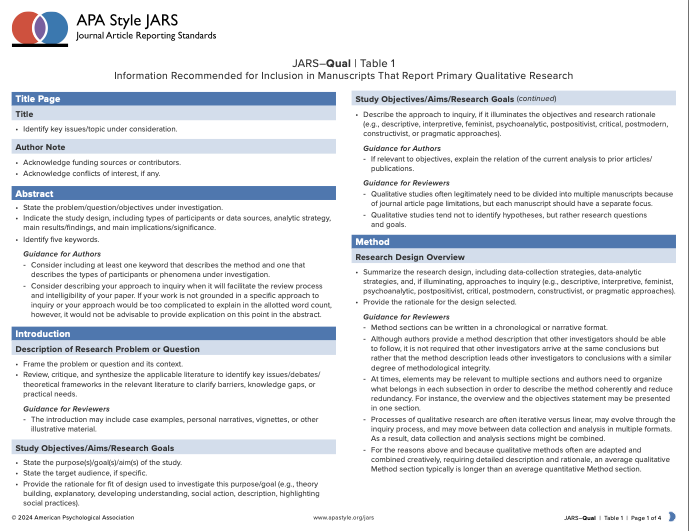 APA Style JARS
Journal Article Reporting Standards
JARS–Qual | Table 1
Information Recommended for Inclusion in Manuscripts That Report Primary Qualitative Research
Title Page
Title
• Identify key issues/topic under consideration.
Author Note
• Acknowledge funding sources or contributors.
• Acknowledge conflicts of interest, if any.
Abstract
• State the problem/question/objectives under investigation.
• Indicate the study design, including types of participants or data sources, analytic strategy,
main results/findings, and main implications/significance.
• Identify five keywords.
Guidance for Authors
- Consider including at least one keyword that describes the method and one that
describes the types of participants or phenomena under investigation.
- Consider describing your approach to inquiry when it will facilitate the review process
and intelligibility of your paper. If your work is not grounded in a specific approach to
inquiry or your approach would be too complicated to explain in the allotted word count,
however, it would not be advisable to provide explication on this point in the abstract.
Introduction
Description of Research Problem or Question
• Frame the problem or question and its context.
• Review, critique, and synthesize the applicable literature to identify key issues/debates/
theoretical frameworks in the relevant literature to clarify barriers, knowledge gaps, or
practical needs.
Guidance for Reviewers
- The introduction may include case examples, personal narratives, vignettes, or other
illustrative material.
Study Objectives/Aims/Research Goals
• State the purpose(s)/goal(s)/aim(s) of the study.
• State the target audience, if specific.
• Provide the rationale for fit of design used to investigate this purpose/goal (e.g., theory
building, explanatory, developing understanding, social action, description, highlighting
social practices).
Study Objectives/Aims/Research Goals (continued)
• Describe the approach to inquiry, if it illuminates the objectives and research rationale
(e.g., descriptive, interpretive, feminist, psychoanalytic, postpositivist, critical, postmodern,
constructivist, or pragmatic approaches).
Guidance for Authors
- If relevant to objectives, explain the relation of the current analysis to prior articles/
publications.
Guidance for Reviewers
- Qualitative studies often legitimately need to be divided into multiple manuscripts because
of journal article page limitations, but each manuscript should have a separate focus.
- Qualitative studies tend not to identify hypotheses, but rather research questions
and goals.
Method
Research Design Overview
• Summarize the research design, including data-collection strategies, data-analytic
strategies, and, if illuminating, approaches to inquiry (e.g., descriptive, interpretive, feminist,
psychoanalytic, postpositivist, critical, postmodern, constructivist, or pragmatic approaches).
• Provide the rationale for the design selected.
Guidance for Reviewers
- Method sections can be written in a chronological or narrative format.
- Although authors provide a method description that other investigators should be able
to follow, it is not required that other investigators arrive at the same conclusions but
rather that the method description leads other investigators to conclusions with a similar
degree of methodological integrity.
- At times, elements may be relevant to multiple sections and authors need to organize
what belongs in each subsection in order to describe the method coherently and reduce
redundancy. For instance, the overview and the objectives statement may be presented
in one section.
- Processes of qualitative research are often iterative versus linear, may evolve through the
inquiry process, and may move between data collection and analysis in multiple formats.
As a result, data collection and analysis sections might be combined.
- For the reasons above and because qualitative methods often are adapted and
combined creatively, requiring detailed description and rationale, an average qualitative
Method section typically is longer than an average quantitative Method section.
© 2024 American Psychological Association
www.apastyle.org/jars
JARS–Qual | Table 1 | Page 1 of 4